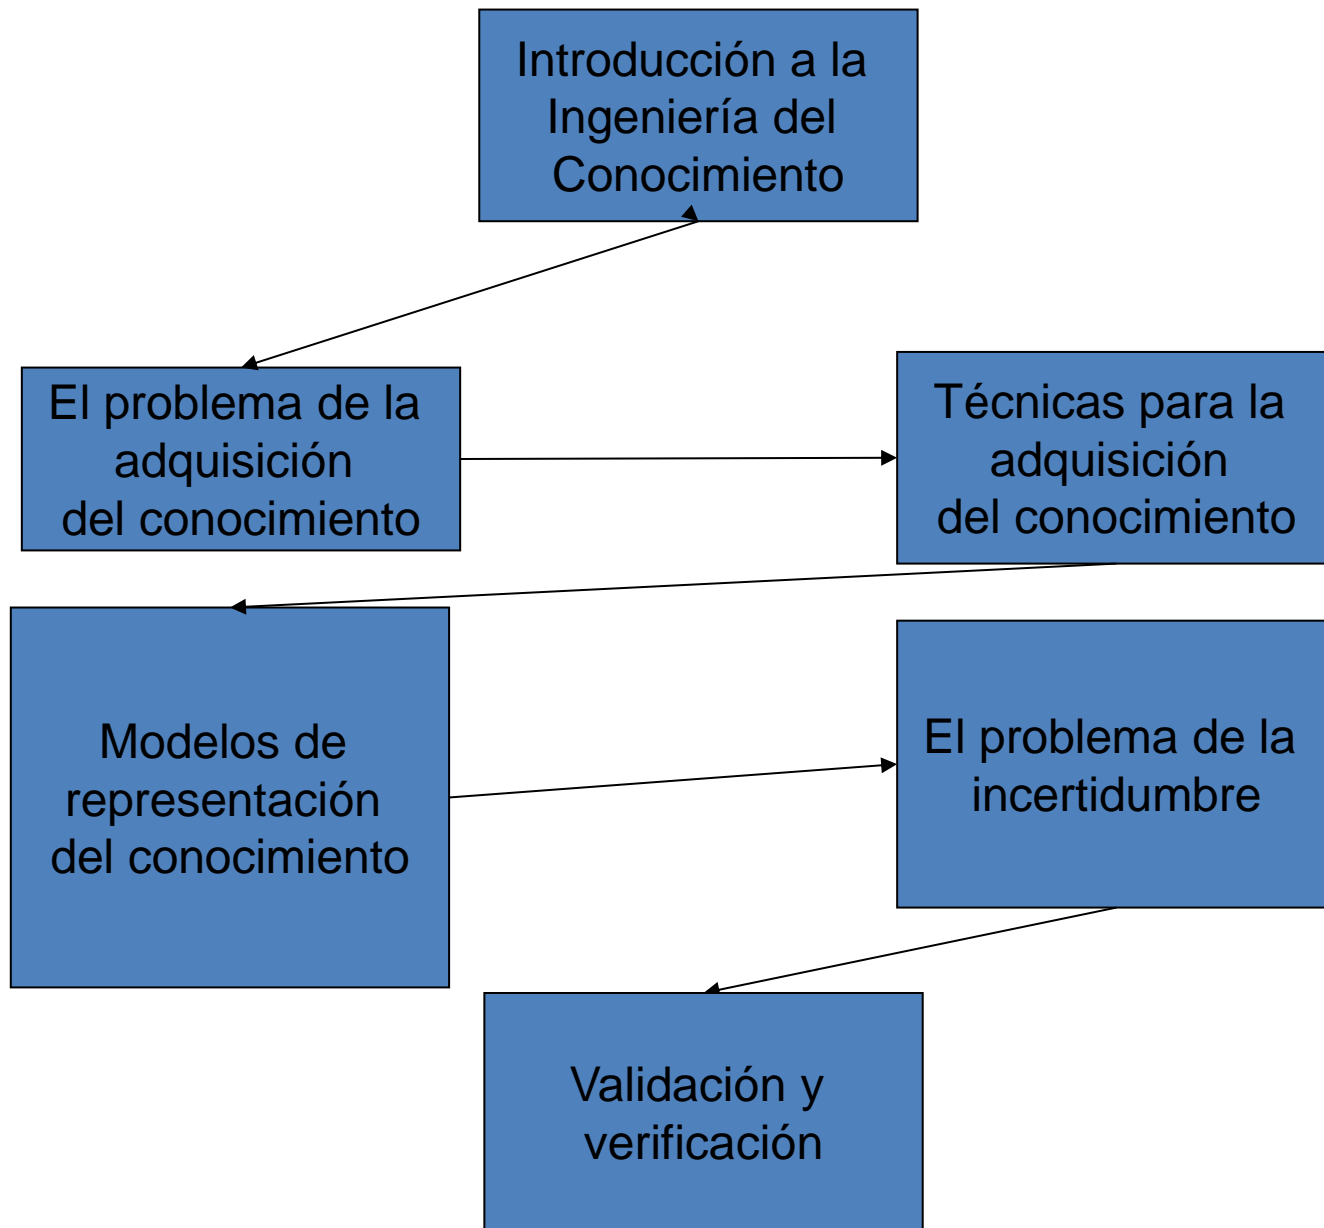 Introducción a la
Ingeniería del
Conocimiento
El problema de la
adquisición
del conocimiento
Técnicas para la
adquisición
del conocimiento
Modelos de
representación
del conocimiento
El problema de la
incertidumbre
Validación y
verificación